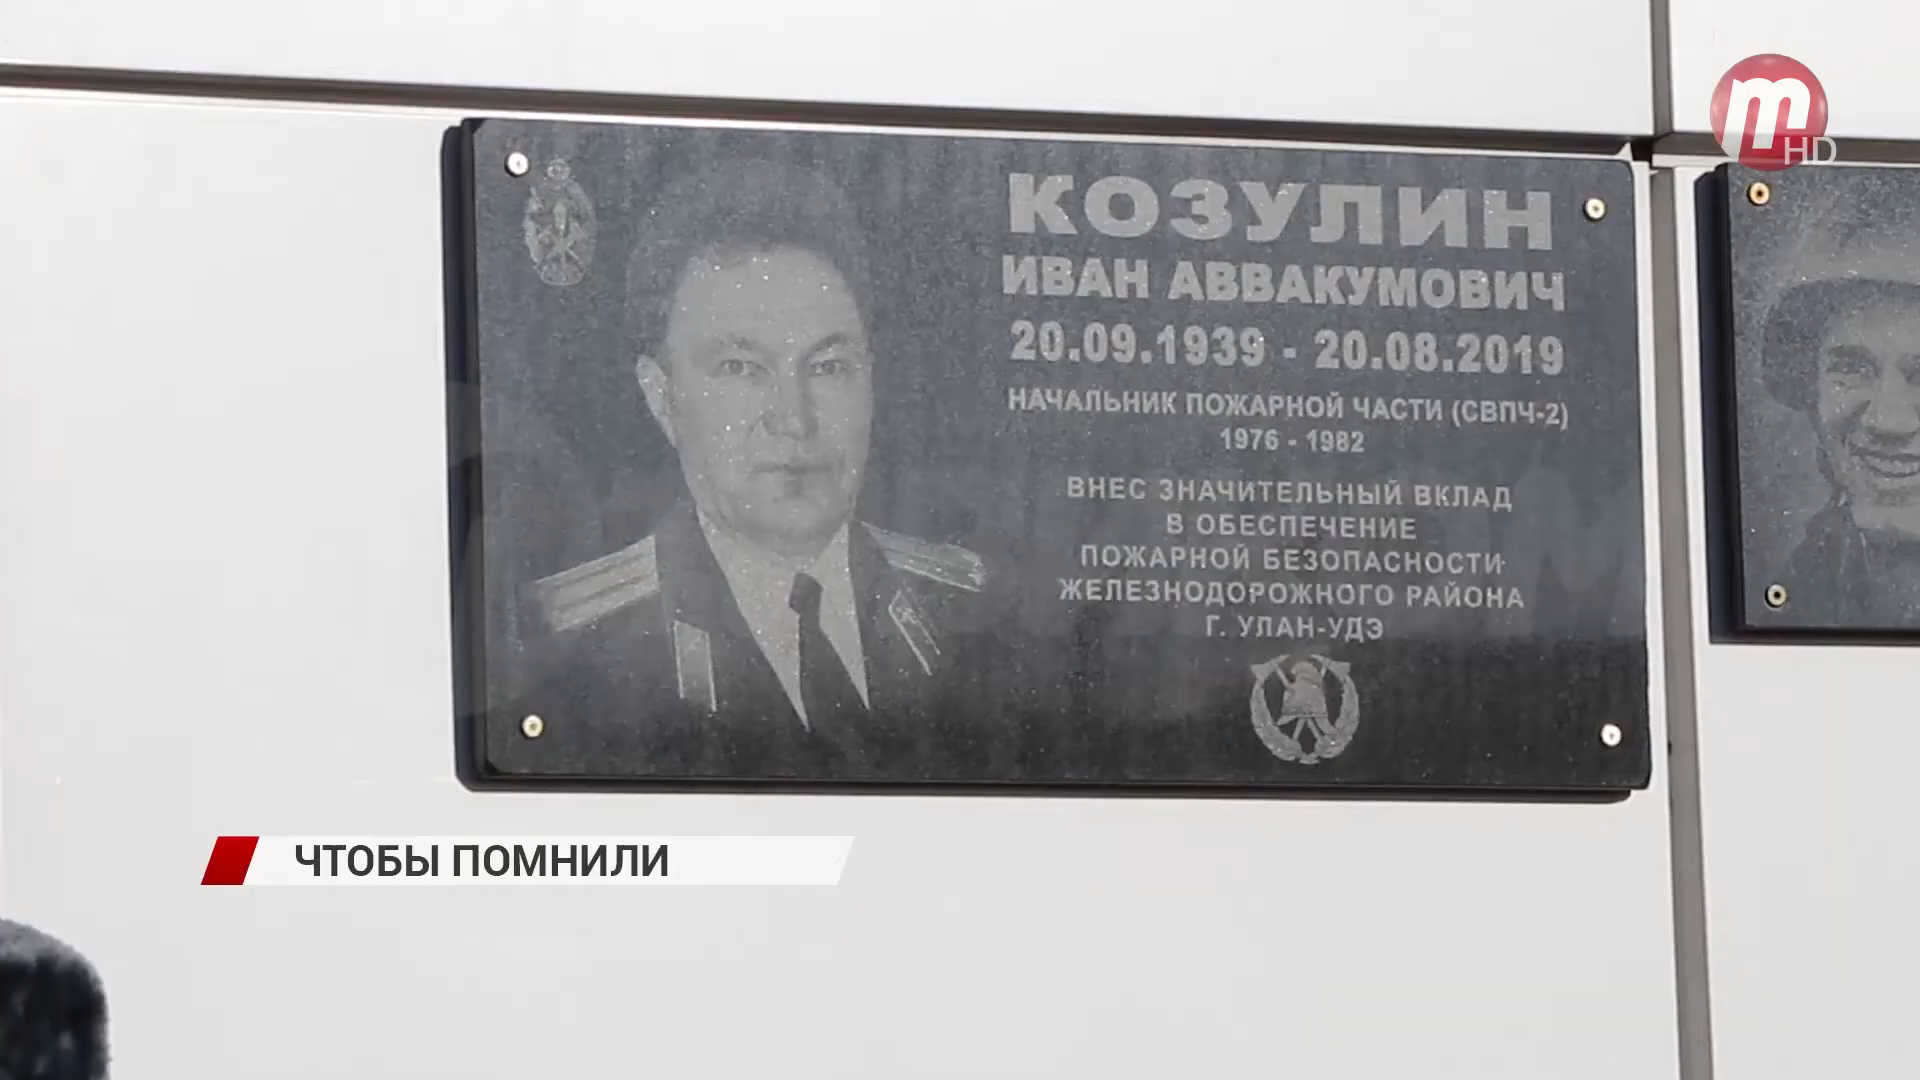 m HD
КОЗУЛИН
ИВАН АВВАКУМОВИЧ
20.09.1939 - 20.08.2019
НАЧАЛЬНИК ПОЖАРНОЙ ЧАСТИ (СВПЧ-2)
1976 - 1982
ВНЕС ЗНАЧИТЕЛЬНЫЙ ВКЛАД
В ОБЕСПЕЧЕНИЕ
ПОЖАРНОЙ БЕЗОПАСНОСТИ
ЖЕЛЕЗНОДОРОЖНОГО РАЙОНА
Г. УЛАН-УДЭ
ЧТОБЫ ПОМНИЛИ